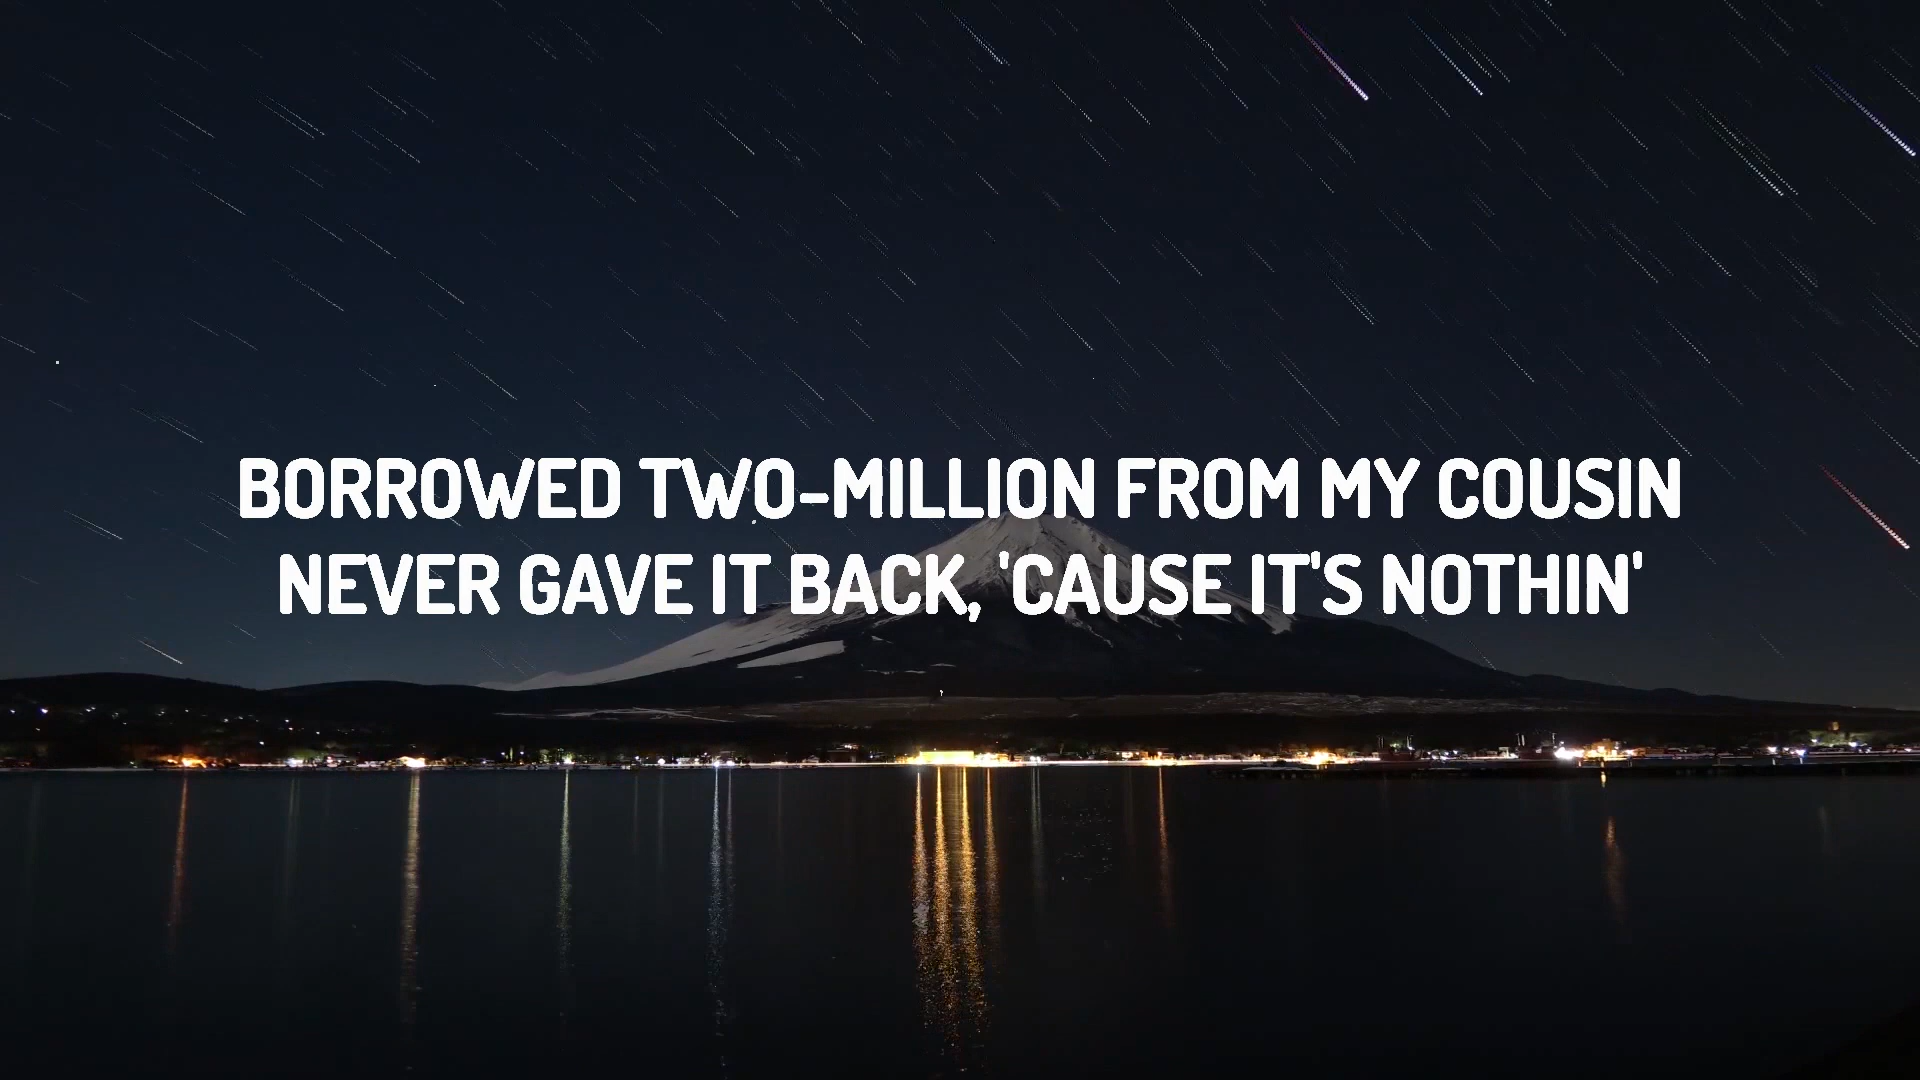 BORROWED TWO-MILLION FROM MY COUSIN
NEVER GAVE IT BACK, 'CAUSE IT'S NOTHIN'